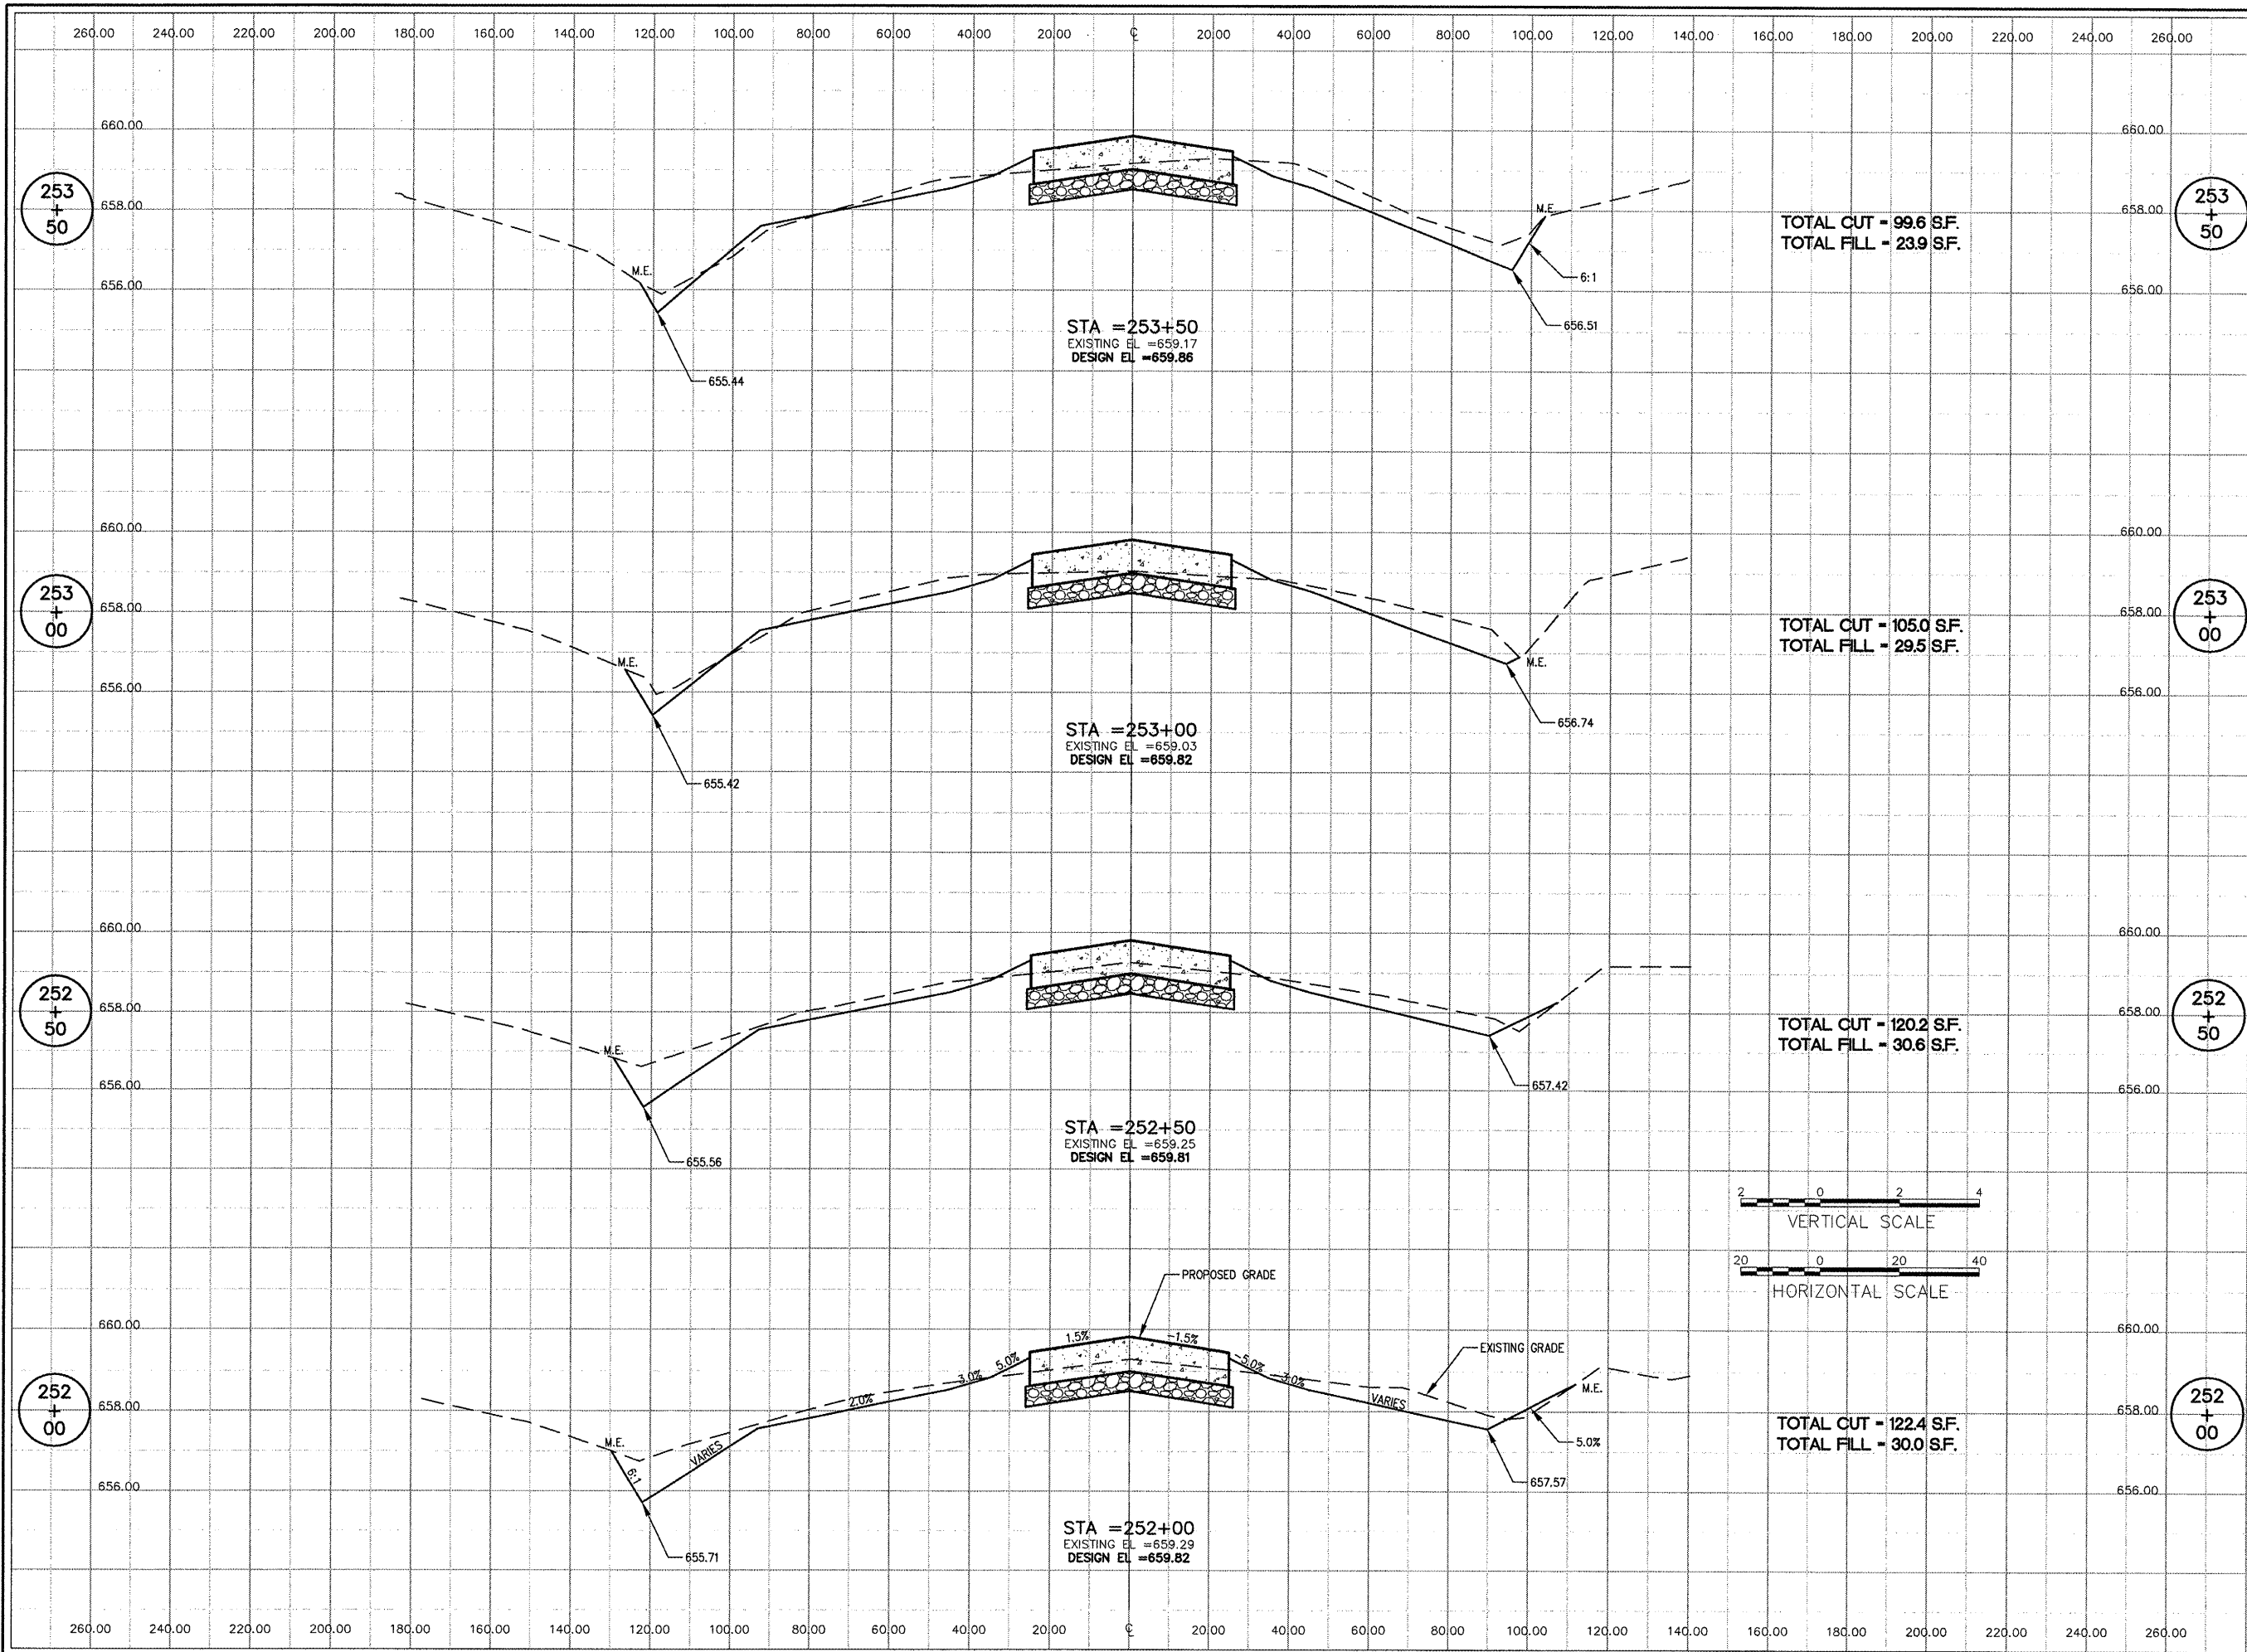 260.00 240.00 220.00 200.00 180.00 160.00 140.00 120.00 100.00 80.00 60.00 40.00 20.00 ℄ 20.00 40.00 60.00 80.00 100.00 120.00 140.00 160.00 180.00 200.00 220.00 240.00 260.00
660.00 660.00
253 + 50
658.00 658.00
253 + 50
M.E.
M.E.
TOTAL CUT = 99.6 S.F.
TOTAL FILL = 23.9 S.F.
6:1
656.00 656.00
656.51
STA =253+50
EXISTING EL =659.17
DESIGN EL =659.86
655.44
660.00 660.00
253 + 00
658.00 658.00
253 + 00
M.E.
M.E.
TOTAL CUT = 105.0 S.F.
TOTAL FILL = 29.5 S.F.
656.00 656.00
656.74
STA =253+00
EXISTING EL =659.03
DESIGN EL =659.82
655.42
660.00 660.00
252 + 50
658.00 658.00
252 + 50
M.E.
TOTAL CUT = 120.2 S.F.
TOTAL FILL = 30.6 S.F.
656.00 656.00
657.42
STA =252+50
EXISTING EL =659.25
DESIGN EL =659.81
655.56
2 0 2 4
VERTICAL SCALE
20 0 20 40
HORIZONTAL SCALE
PROPOSED GRADE
660.00 660.00
1.5% -1.5%
EXISTING GRADE
2.0% 3.0% 5.0% -5.0% -3.0% VARIES
M.E.
252 + 00
658.00 658.00
252 + 00
M.E.
6:1
VARIES
5.0%
TOTAL CUT = 122.4 S.F.
TOTAL FILL = 30.0 S.F.
656.00 656.00
657.57
STA =252+00
EXISTING EL =659.29
DESIGN EL =659.82
655.71
260.00 240.00 220.00 200.00 180.00 160.00 140.00 120.00 100.00 80.00 60.00 40.00 20.00 ℄ 20.00 40.00 60.00 80.00 100.00 120.00 140.00 160.00 180.00 200.00 220.00 240.00 260.00